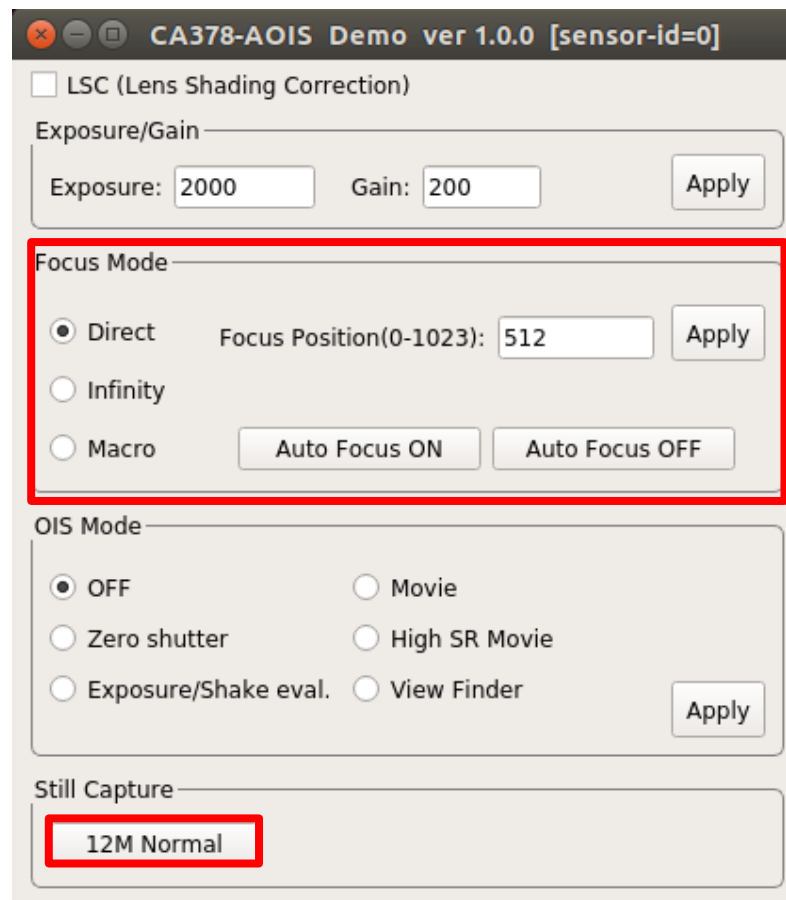 CA378-AOIS Demo ver 1.0.0 [sensor-id=0]
LSC (Lens Shading Correction)
Exposure/Gain
Exposure: 2000 Gain: 200 Apply
Focus Mode
Direct Focus Position(0-1023): 512 Apply
Infinity
Macro Auto Focus ON Auto Focus OFF
OIS Mode
OFF Movie
Zero shutter High SR Movie
Exposure/Shake eval. View Finder
Apply
Still Capture
12M Normal